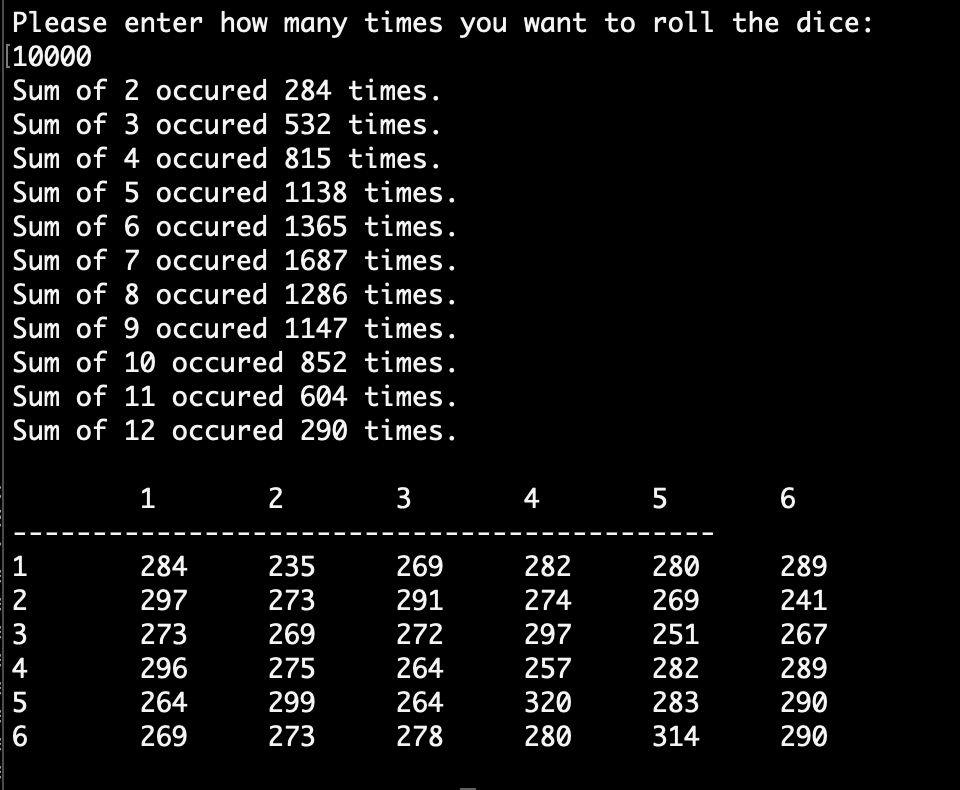 Please enter how many times you want to roll the dice:
[10000
Sum of 2 occured 284 times.
Sum of 3 occured 532 times.
Sum of 4 occured 815 times.
Sum of 5 occured 1138 times.
Sum of 6 occured 1365 times.
Sum of 7 occured 1687 times.
Sum of 8 occured 1286 times.
Sum of 9 occured 1147 times.
Sum of 10 occured 852 times.
Sum of 11 occured 604 times.
Sum of 12 occured 290 times.
1 2 3 4 5 6
--------------------------------------------
1 284 235 269 282 280 289
2 297 273 291 274 269 241
3 273 269 272 297 251 267
4 296 275 264 257 282 289
5 264 299 264 320 283 290
6 269 273 278 280 314 290